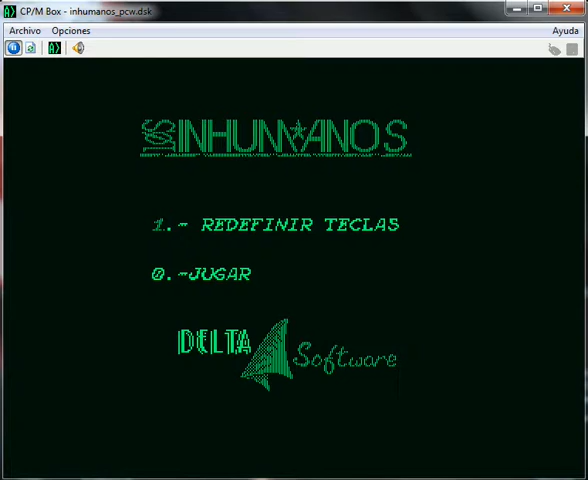 CP/M Box - inhumanos_pcw.dsk
Archivo Opciones Ayuda
A>
LOS INHUMANOS
1.- REDEFINIR TECLAS
0.-JUGAR
DELTA Software